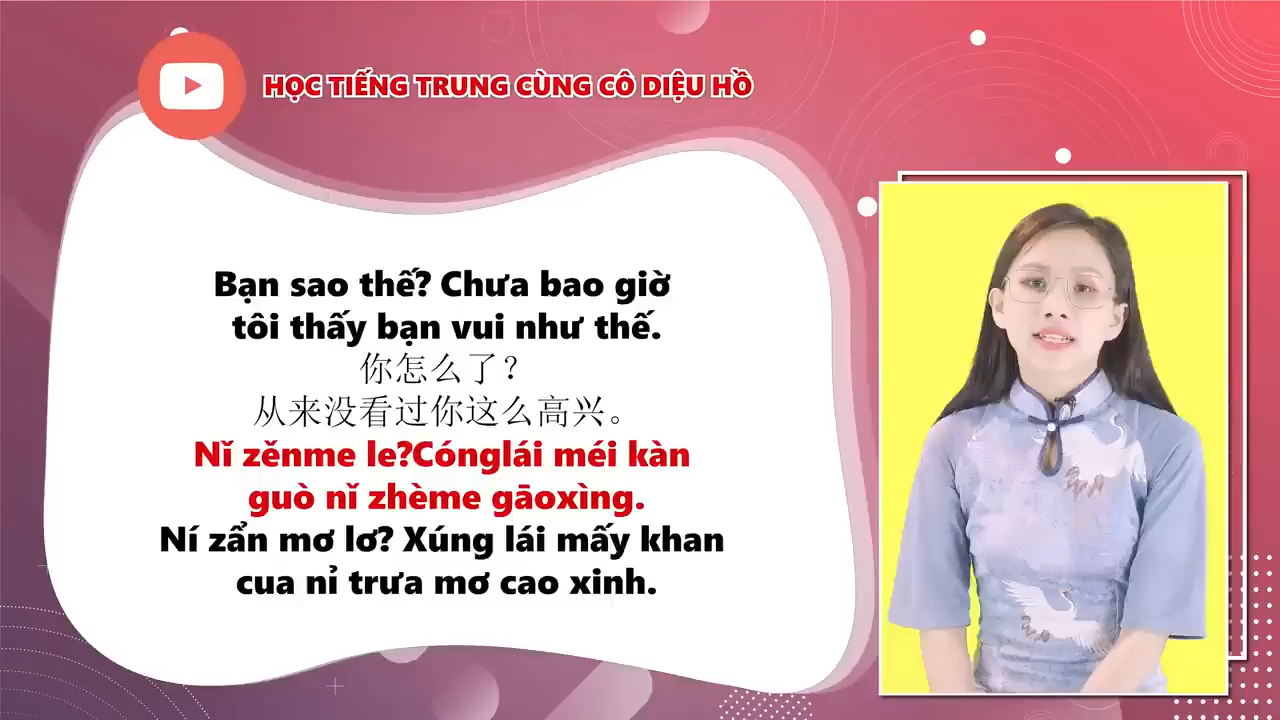 HỌC TIẾNG TRUNG CÙNG CÔ DIỆU HỒ
Bạn sao thế? Chưa bao giờ
tôi thấy bạn vui như thế.
你怎么了？
从来没看过你这么高兴。
Nǐ zěnme le?Cónglái méi kàn
guò nǐ zhème gāoxìng.
Ní zẩn mơ lơ? Xúng lái mấy khan
cua nỉ trưa mơ cao xinh.